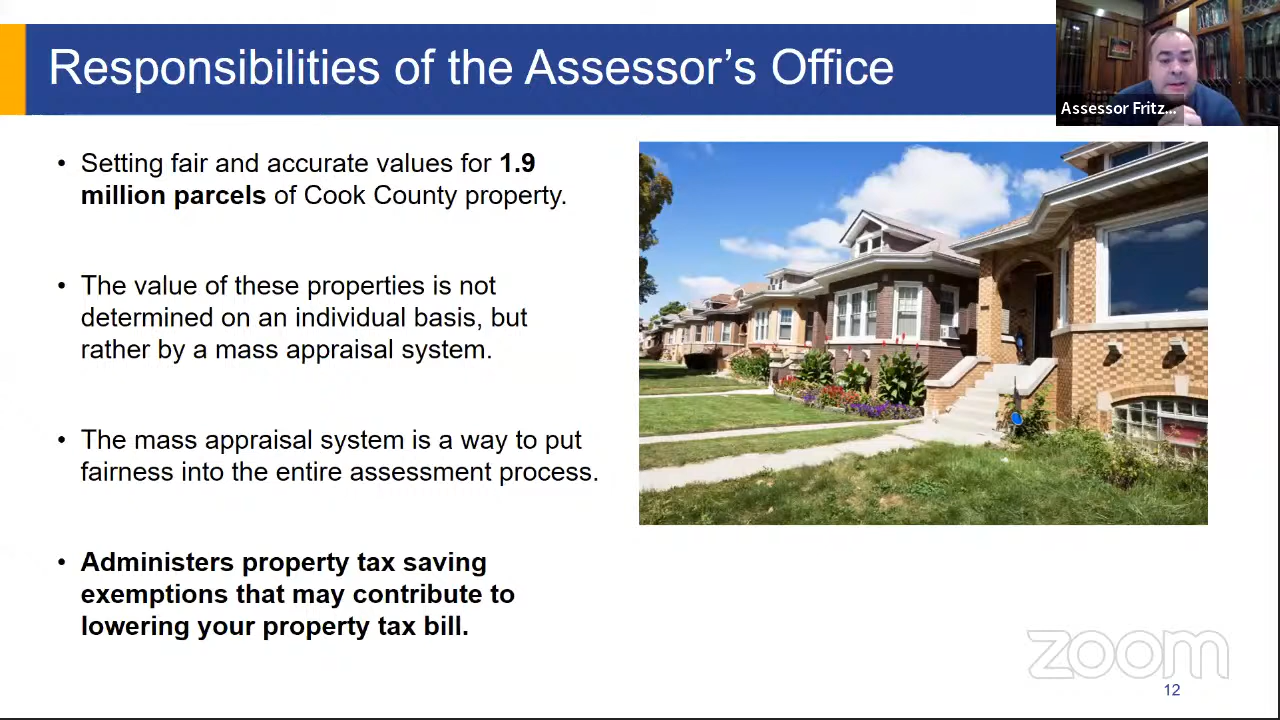 Responsibilities of the Assessor’s Office
Assessor Fritz...
• Setting fair and accurate values for 1.9
million parcels of Cook County property.
• The value of these properties is not
determined on an individual basis, but
rather by a mass appraisal system.
• The mass appraisal system is a way to put
fairness into the entire assessment process.
• Administers property tax saving
exemptions that may contribute to
lowering your property tax bill.
zoom
12